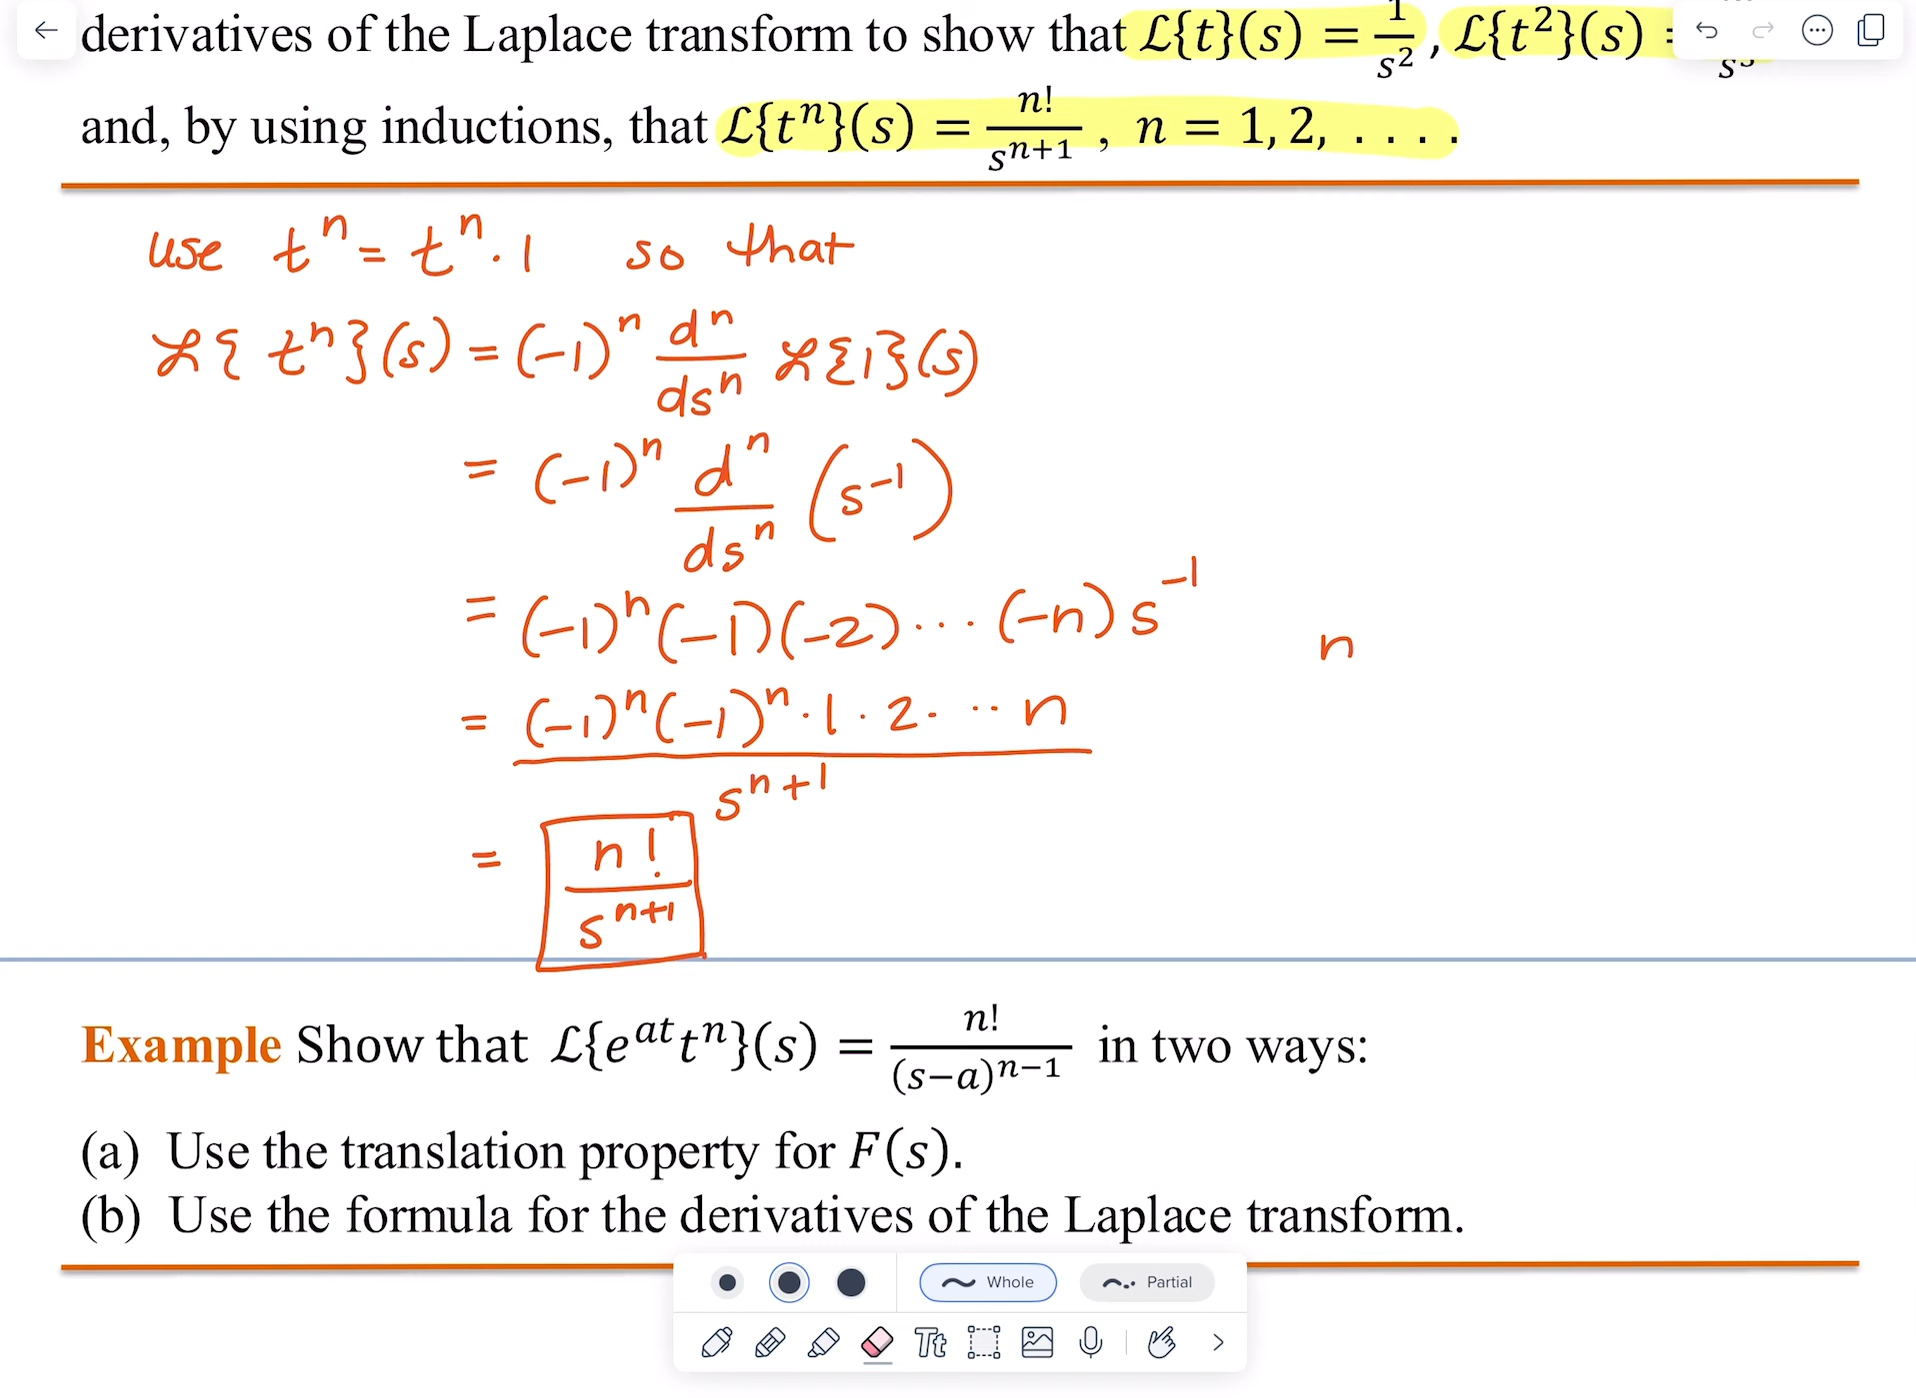 derivatives of the Laplace transform to show that ℒ{t}(s) = 1/s², ℒ{t²}(s) =
and, by using inductions, that ℒ{tⁿ}(s) = n!/sⁿ⁺¹, n = 1, 2, . . . .
use tⁿ = tⁿ · 1 so that
ℒ{tⁿ}(s) = (-1)ⁿ dⁿ/dsⁿ ℒ{1}(s)
= (-1)ⁿ dⁿ/dsⁿ (s⁻¹)
= (-1)ⁿ(-1)(-2)···(-n) s⁻¹
n
= (-1)ⁿ(-1)ⁿ · 1 · 2 · ·· n / sⁿ⁺¹
= n!/sⁿ⁺¹
Example Show that ℒ{eᵃᵗtⁿ}(s) = n!/(s−a)ⁿ⁻¹ in two ways:
(a) Use the translation property for F(s).
(b) Use the formula for the derivatives of the Laplace transform.
Whole Partial
Tt